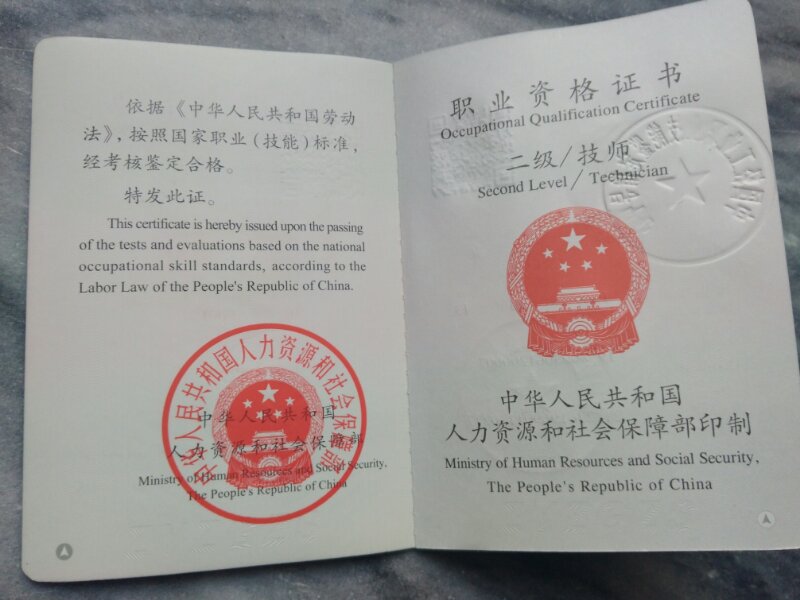 依据《中华人民共和国劳动
法》，按照国家职业（技能）标准，
经考核鉴定合格。
特发此证。
This certificate is hereby issued upon the passing
of the tests and evaluations based on the national
occupational skill standards, according to the
Labor Law of the People's Republic of China.
中华人民共和国人力资源和社会保障部
中华人民共和国
人力资源和社会保障部
Ministry of Human Resources and Social Security,
The People's Republic of China
职业资格证书
Occupational Qualification Certificate
二级/技师
Second Level/Technician
中华人民共和国
人力资源和社会保障部印制
Ministry of Human Resources and Social Security,
The People's Republic of China